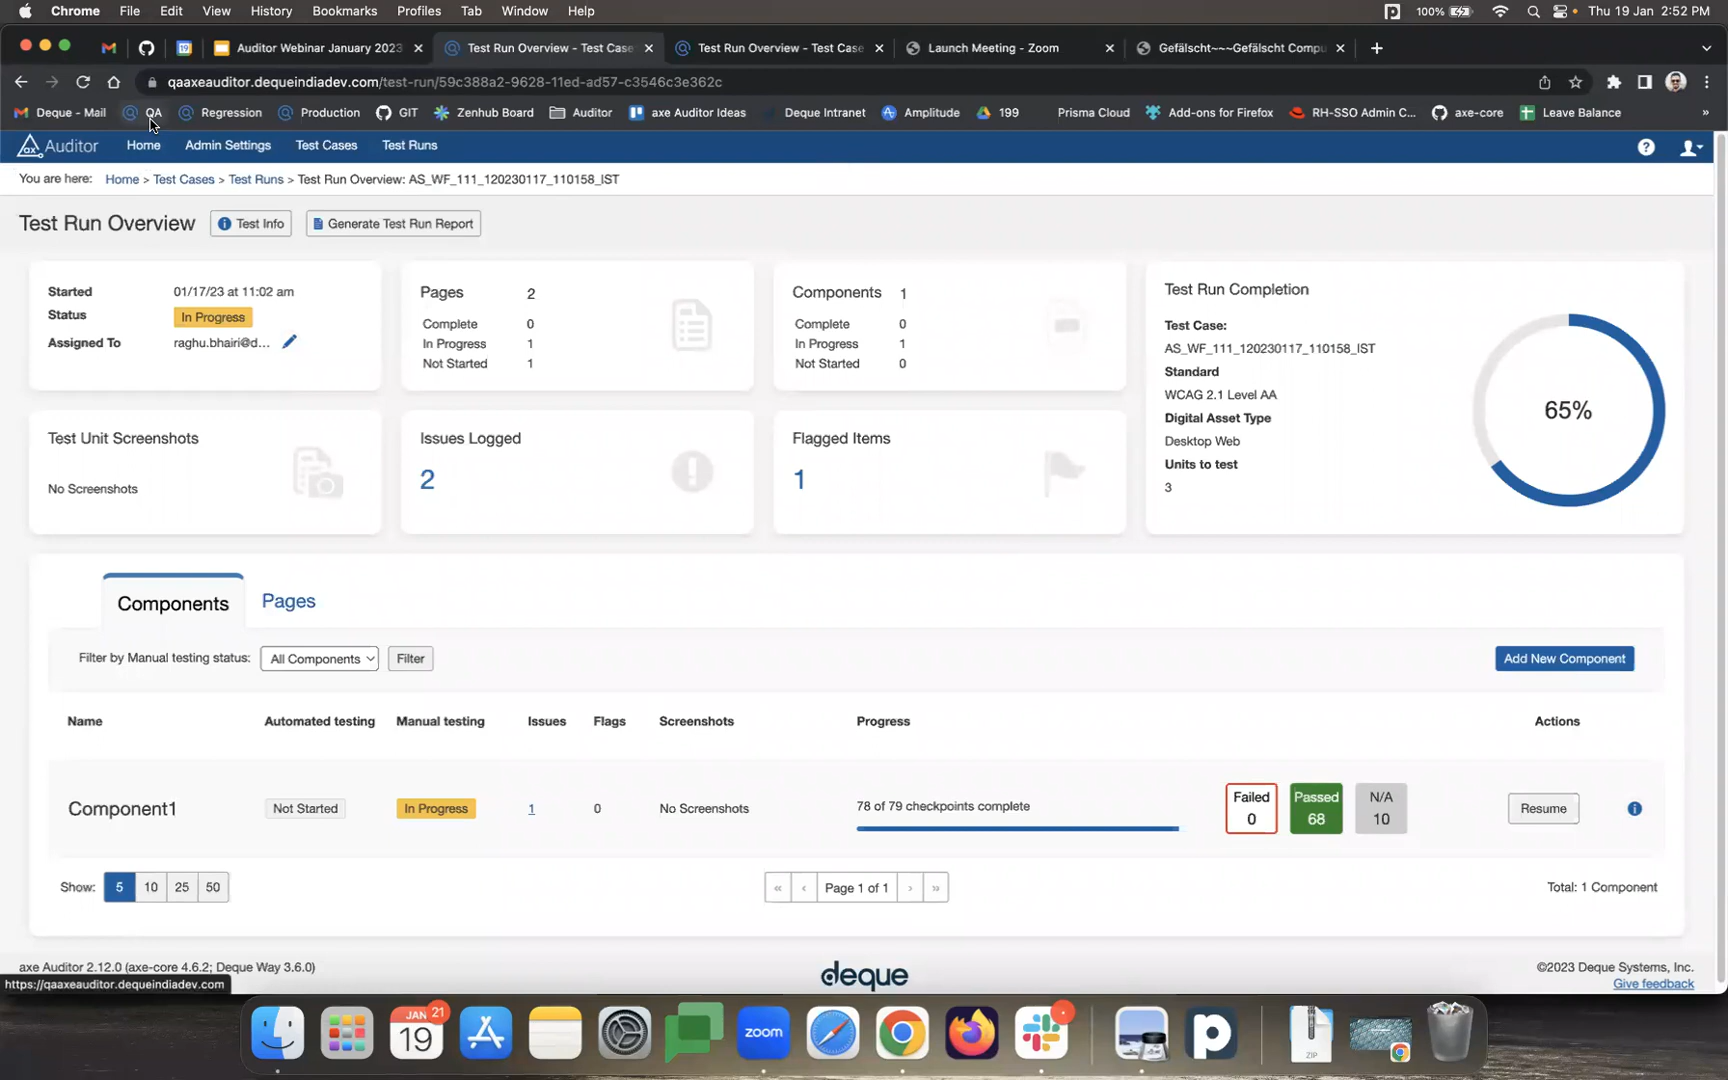 Chrome File Edit View History Bookmarks Profiles Tab Window Help 100% Thu 19 Jan 2:52 PM
Auditor Webinar January 2023 Test Run Overview - Test Case Test Run Overview - Test Case Launch Meeting - Zoom Gefälscht~~~Gefälscht Compu
qaaxeauditor.dequeindiadev.com/test-run/59c388a2-9628-11ed-ad57-c3546c3e362c
Deque - Mail QA Regression Production GIT Zenhub Board Auditor axe Auditor Ideas Deque Intranet Amplitude 199 Prisma Cloud Add-ons for Firefox RH-SSO Admin C... axe-core Leave Balance »
Auditor Home Admin Settings Test Cases Test Runs
You are here: Home > Test Cases > Test Runs > Test Run Overview: AS_WF_111_120230117_110158_IST
Test Run Overview Test Info Generate Test Run Report
Started 01/17/23 at 11:02 am
Status In Progress
Assigned To raghu.bhairi@d...
Pages 2
Complete 0
In Progress 1
Not Started 1
Components 1
Complete 0
In Progress 1
Not Started 0
Test Run Completion
Test Case:
AS_WF_111_120230117_110158_IST
Standard
WCAG 2.1 Level AA
Digital Asset Type
Desktop Web
Units to test
3
65%
Test Unit Screenshots
No Screenshots
Issues Logged
2
Flagged Items
1
Components Pages
Filter by Manual testing status: All Components Filter Add New Component
Name Automated testing Manual testing Issues Flags Screenshots Progress Actions
Component1 Not Started In Progress 1 0 No Screenshots 78 of 79 checkpoints complete Failed 0 Passed 68 N/A 10 Resume
Show: 5 10 25 50 « ‹ Page 1 of 1 › » Total: 1 Component
axe Auditor 2.12.0 (axe-core 4.6.2; Deque Way 3.6.0) deque ©2023 Deque Systems, Inc.
https://qaaxeauditor.dequeindiadev.com Give feedback
JAN 21
19 zoom p ZIP